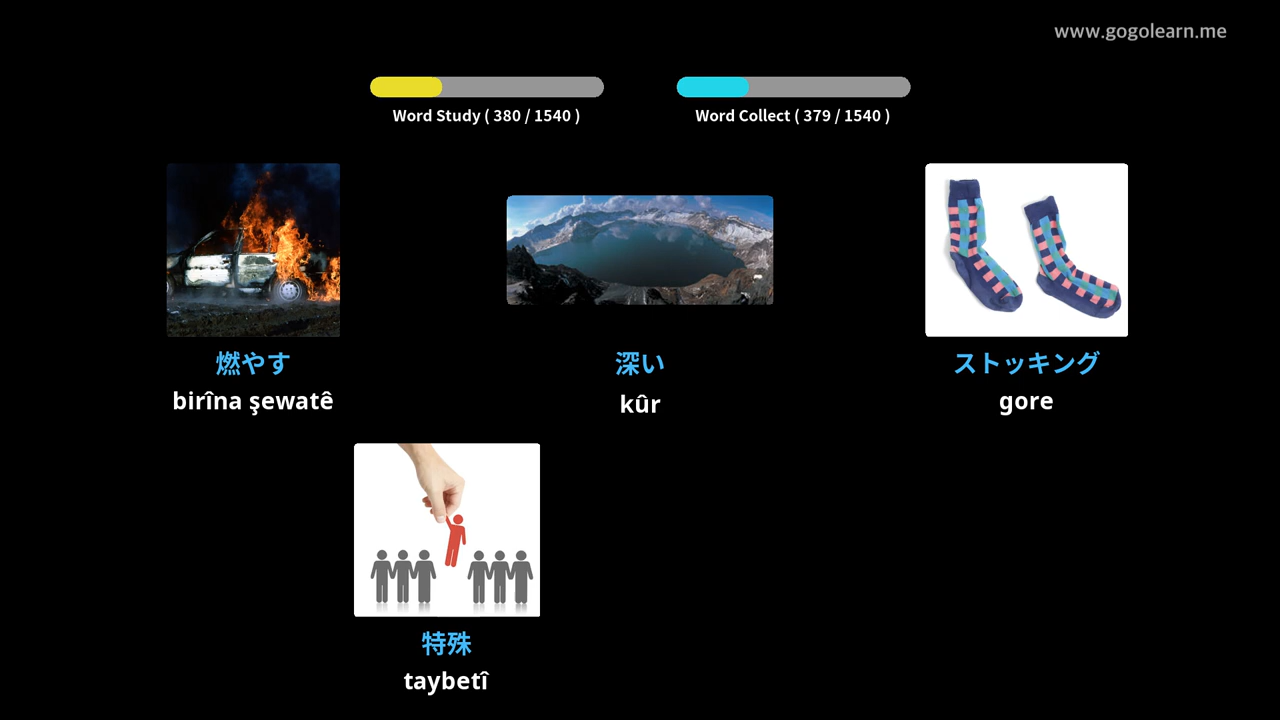 www.gogolearn.me
Word Study ( 380 / 1540 )
Word Collect ( 379 / 1540 )
燃やす
birîna şewatê
深い
kûr
ストッキング
gore
特殊
taybetî